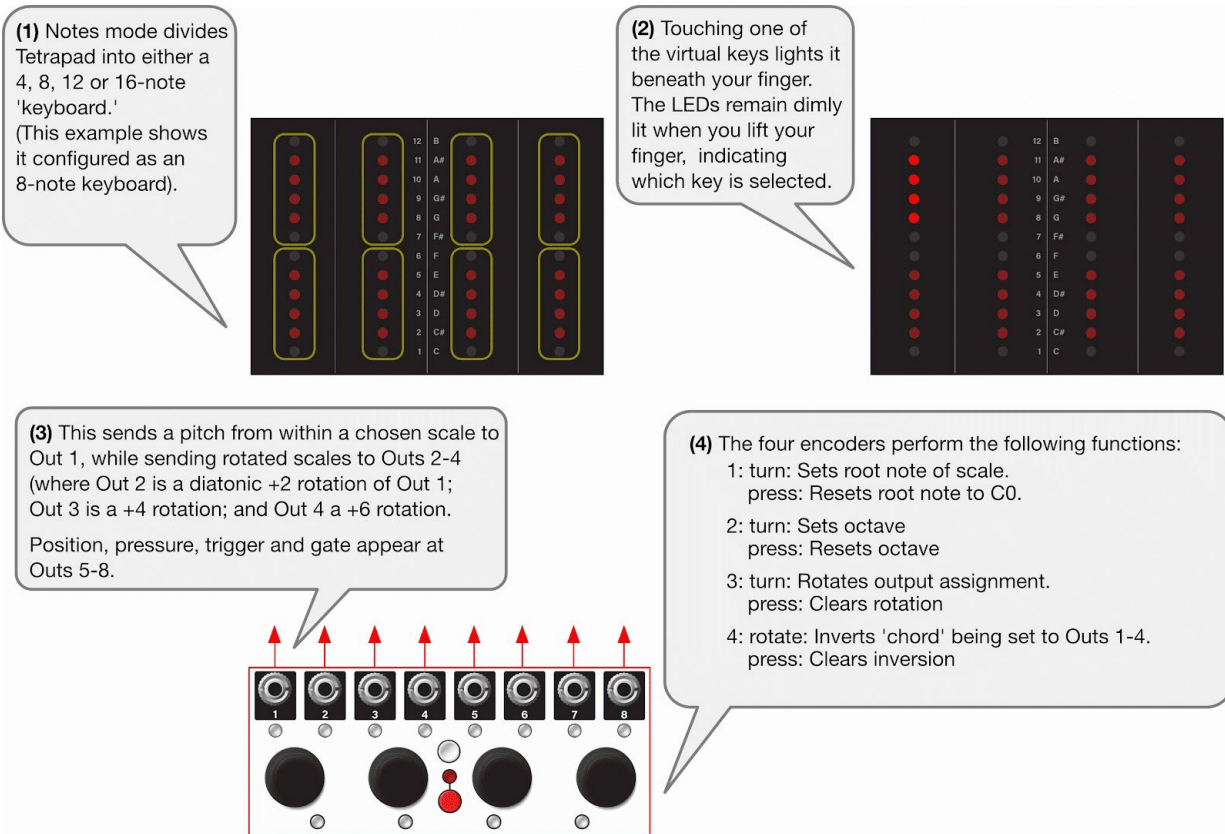 (1) Notes mode divides
Tetrapad into either a
4, 8, 12 or 16-note
'keyboard.'
(This example shows
it configured as an
8-note keyboard).
12 B
11 A#
10 A
9 G#
8 G
7 F#
6 F
5 E
4 D#
3 D
2 C#
1 C
(2) Touching one of
the virtual keys lights it
beneath your finger.
The LEDs remain dimly
lit when you lift your
finger, indicating
which key is selected.
12 B
11 A#
10 A
9 G#
8 G
7 F#
6 F
5 E
4 D#
3 D
2 C#
1 C
(3) This sends a pitch from within a chosen scale to
Out 1, while sending rotated scales to Outs 2-4
(where Out 2 is a diatonic +2 rotation of Out 1;
Out 3 is a +4 rotation; and Out 4 a +6 rotation.
Position, pressure, trigger and gate appear at
Outs 5-8.
1 2 3 4 5 6 7 8
(4) The four encoders perform the following functions:
1: turn: Sets root note of scale.
press: Resets root note to C0.
2: turn: Sets octave
press: Resets octave
3: turn: Rotates output assignment.
press: Clears rotation
4: rotate: Inverts 'chord' being set to Outs 1-4.
press: Clears inversion